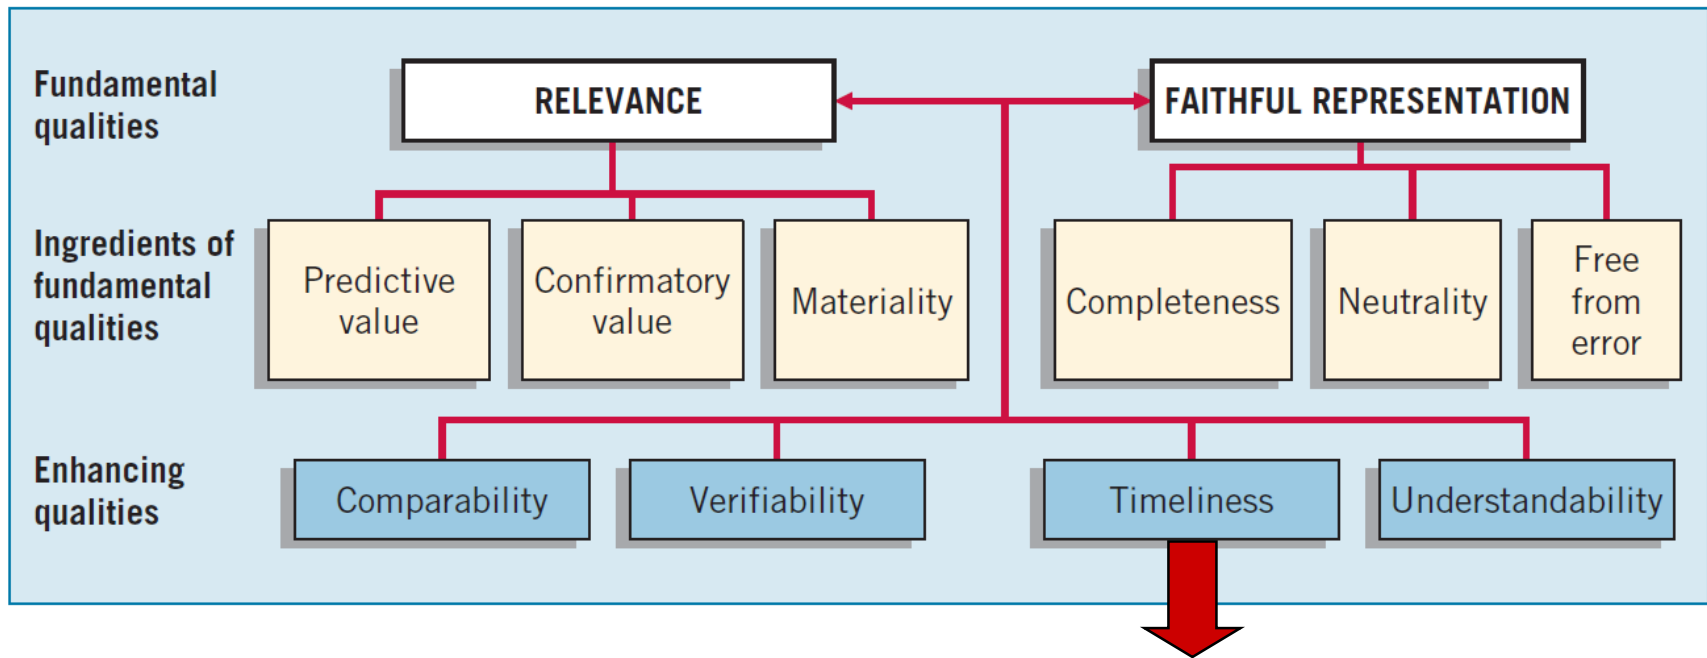 Fundamental
qualities
RELEVANCE
FAITHFUL REPRESENTATION
Ingredients of
fundamental
qualities
Predictive
value
Confirmatory
value
Materiality
Completeness
Neutrality
Free
from
error
Enhancing
qualities
Comparability
Verifiability
Timeliness
Understandability